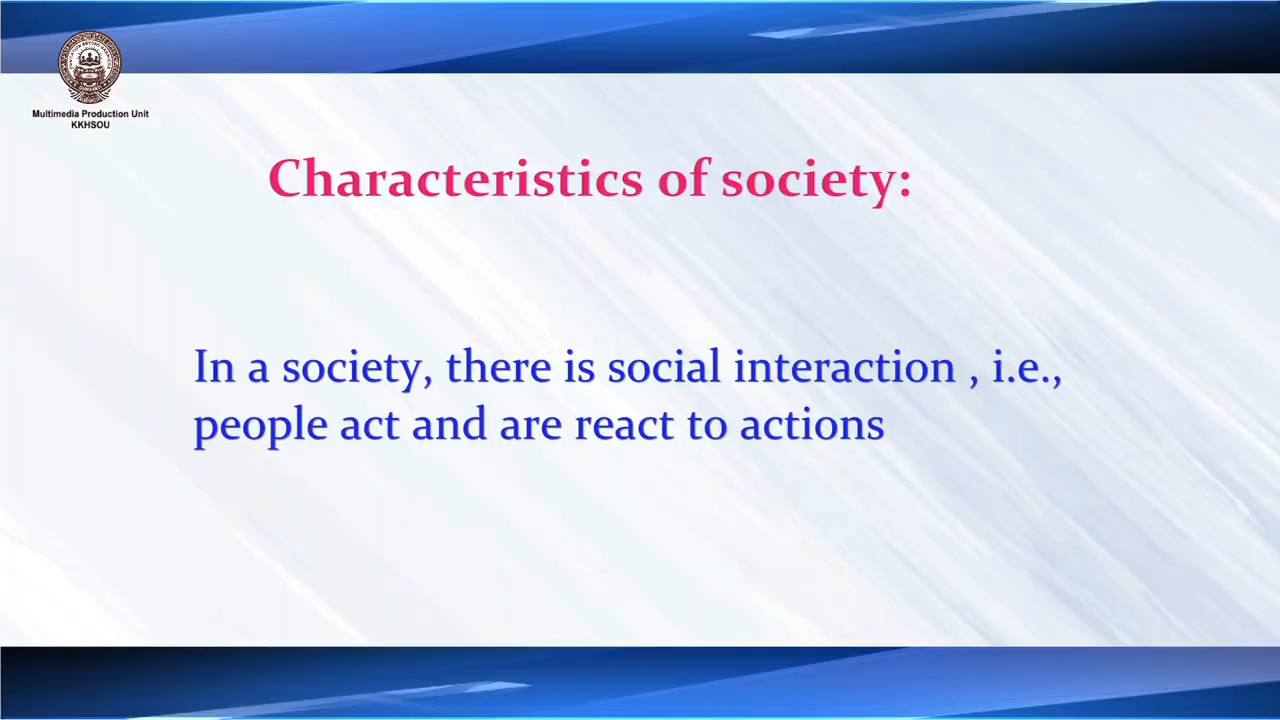 Multimedia Production Unit
KKHSOU
Characteristics of society:
In a society, there is social interaction , i.e.,
people act and are react to actions